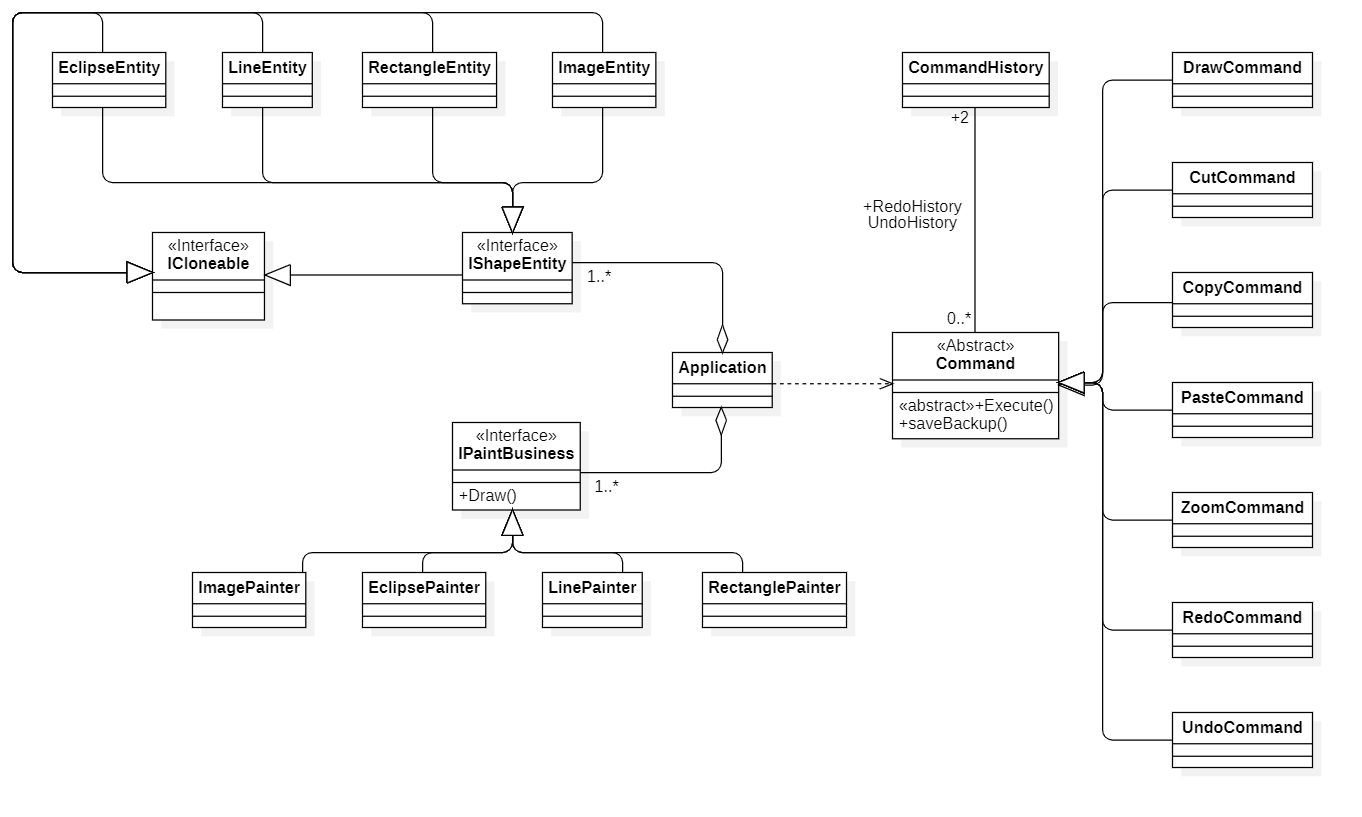 EclipseEntity
LineEntity
RectangleEntity
ImageEntity
CommandHistory
DrawCommand
+2
CutCommand
+RedoHistory
UndoHistory
«Interface»
ICloneable
«Interface»
IShapeEntity
1..*
CopyCommand
0..*
«Abstract»
Command
Application
«abstract»+Execute()
+saveBackup()
PasteCommand
«Interface»
IPaintBusiness
+Draw()
1..*
ZoomCommand
ImagePainter
EclipsePainter
LinePainter
RectanglePainter
RedoCommand
UndoCommand